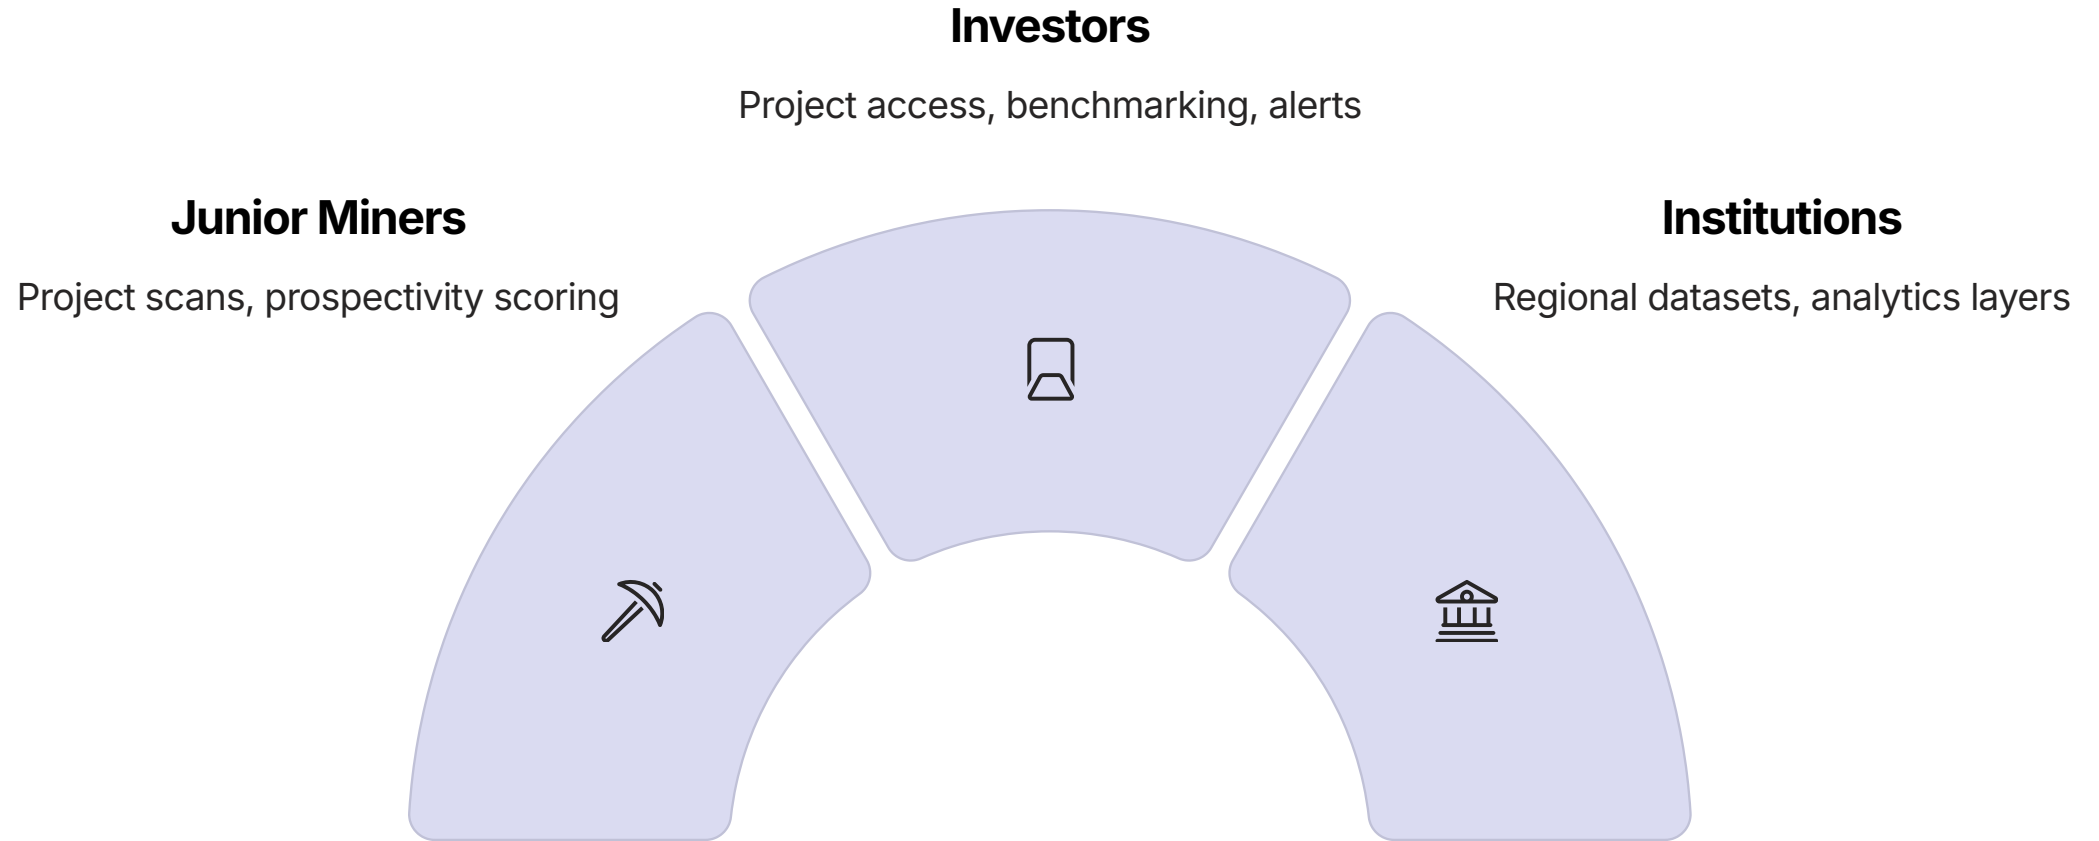 Investors
Project access, benchmarking, alerts
Junior Miners
Project scans, prospectivity scoring
Institutions
Regional datasets, analytics layers